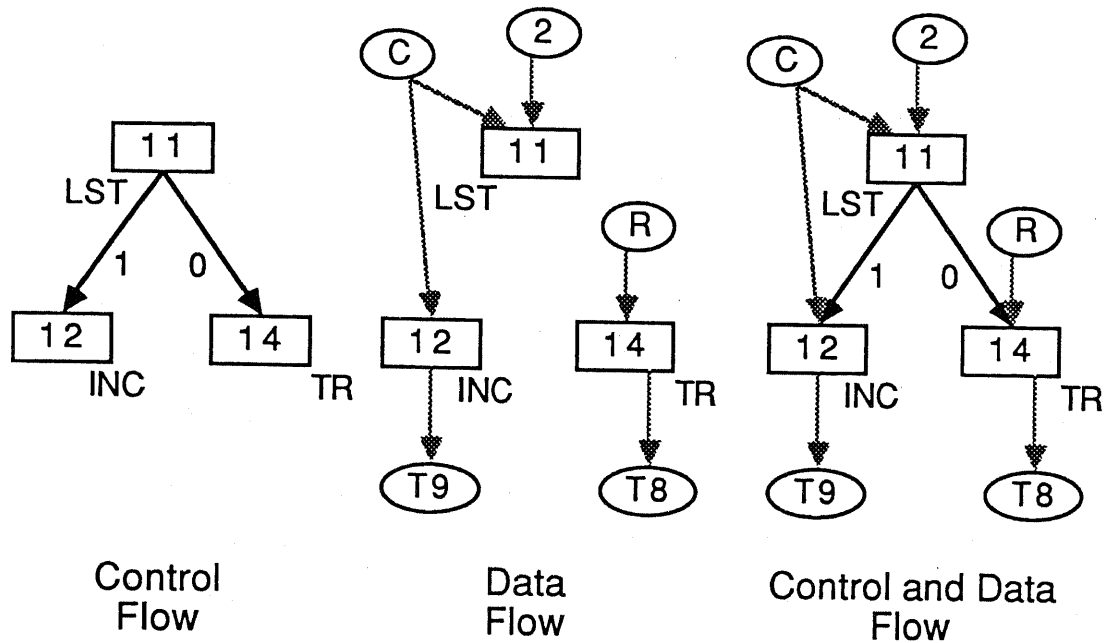 11
LST
1 0
12 14
INC TR
Control
Flow
C 2
11
LST
R
12 14
INC TR
T9 T8
Data
Flow
C 2
11
LST
R
1 0
12 14
INC TR
T9 T8
Control and Data
Flow